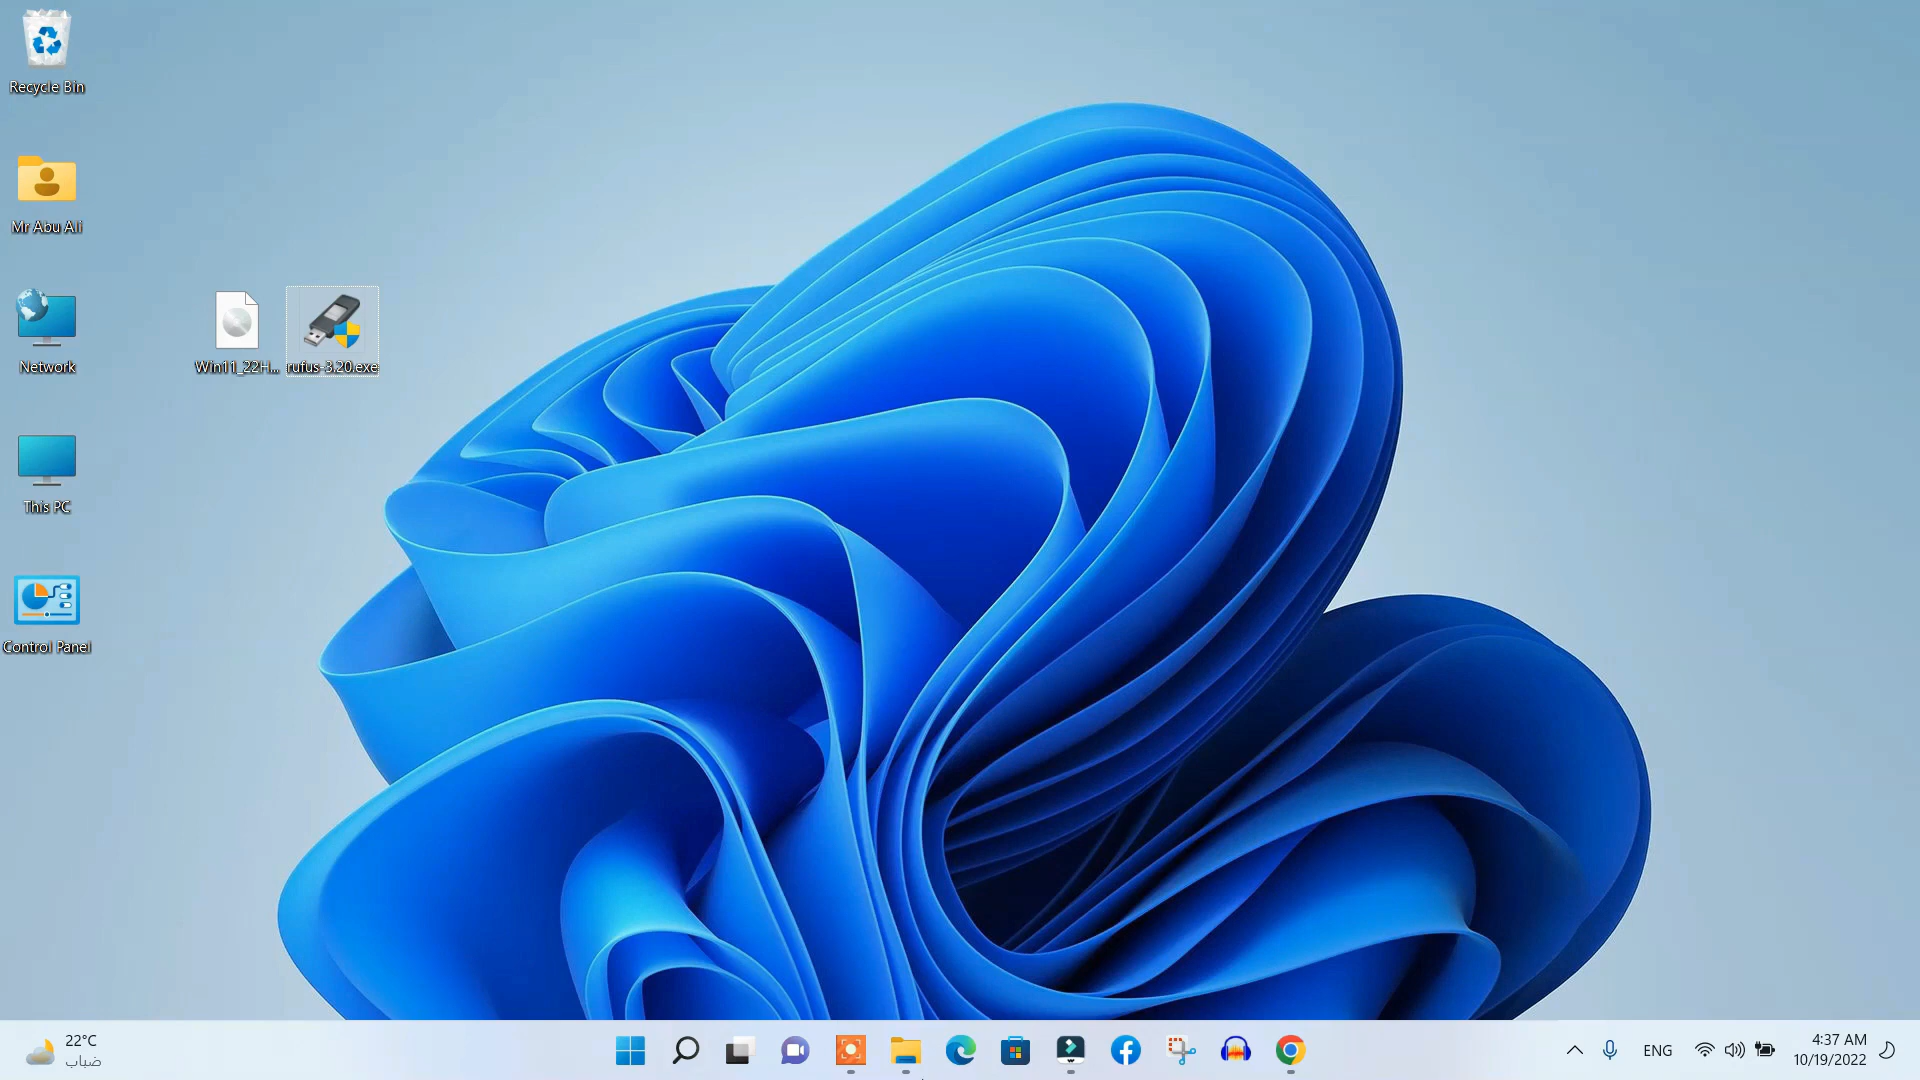 Recycle Bin
Mr Abu Ali
Network
Win11_22H...
rufus-3.20.exe
This PC
Control Panel
22°C
ضباب
ENG
4:37 AM
10/19/2022